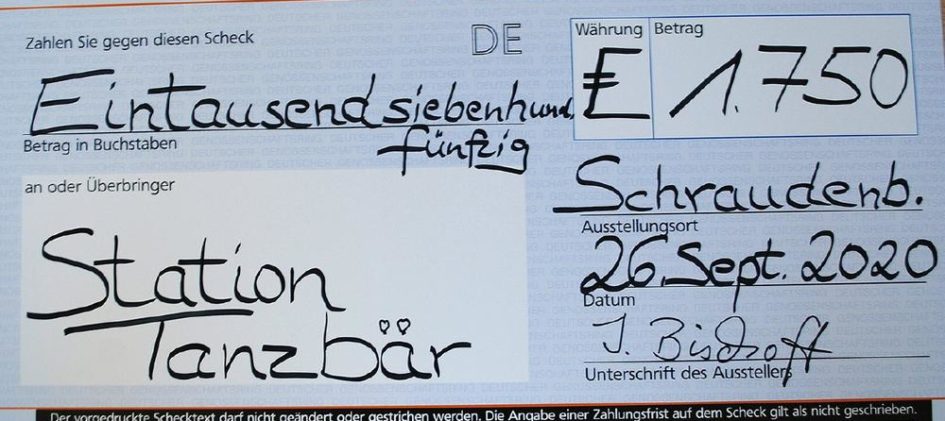 Zahlen Sie gegen diesen Scheck
DE
Währung Betrag
Eintausendsiebenhund.
€ 1.750
fünfzig
Betrag in Buchstaben
an oder Überbringer
Schraudenb.
Ausstellungsort
26. Sept. 2020
Datum
Station
Tanzbär
J. Bischoff
Unterschrift des Ausstellers
Der vorgedruckte Schecktext darf nicht geändert oder gestrichen werden. Die Angabe einer Zahlungsfrist auf dem Scheck gilt als nicht geschrieben.